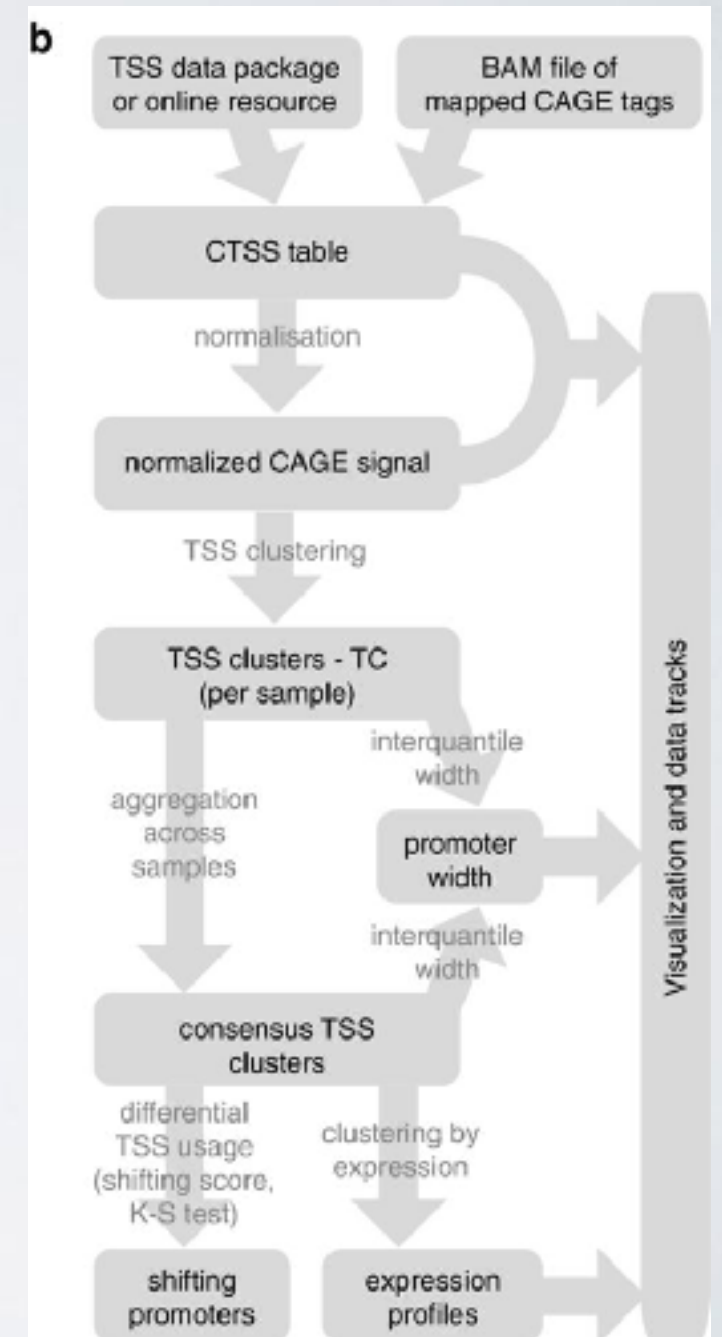 b
TSS data package
or online resource
BAM file of
mapped CAGE tags
CTSS table
normalisation
normalized CAGE signal
TSS clustering
TSS clusters - TC
(per sample)
interquantile
width
aggregation
across
samples
promoter
width
interquantile
width
consensus TSS
clusters
differential
TSS usage
(shifting score,
K-S test)
clustering by
expression
shifting
promoters
expression
profiles
Visualization and data tracks